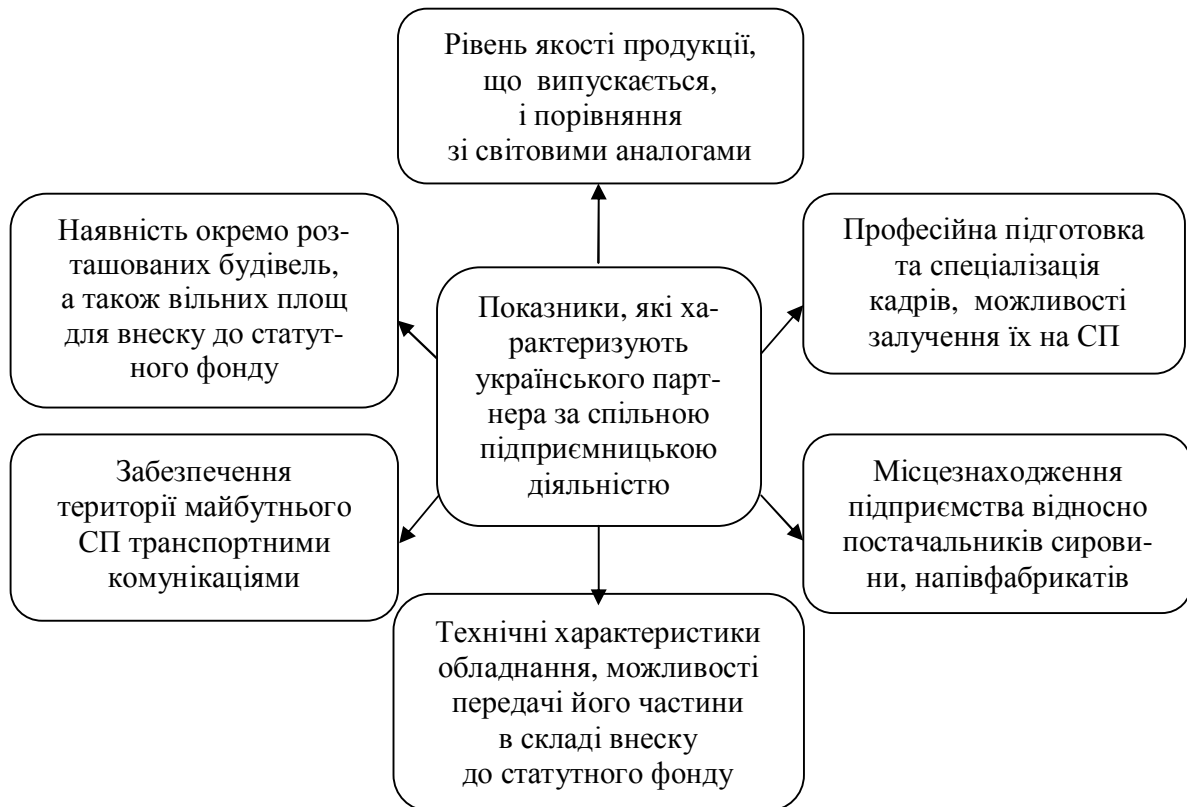 Рівень якості продукції,
що випускається,
і порівняння
зі світовими аналогами
Наявність окремо роз-
ташованих будівель,
а також вільних площ
для внеску до статут-
ного фонду
Показники, які ха-
рактеризують
українського парт-
нера за спільною
підприємницькою
діяльністю
Професійна підготовка
та спеціалізація
кадрів, можливості
залучення їх на СП
Забезпечення
території майбутнього
СП транспортними
комунікаціями
Місцезнаходження
підприємства відносно
постачальників сирови-
ни, напівфабрикатів
Технічні характеристики
обладнання, можливості
передачі його частини
в складі внеску
до статутного фонду